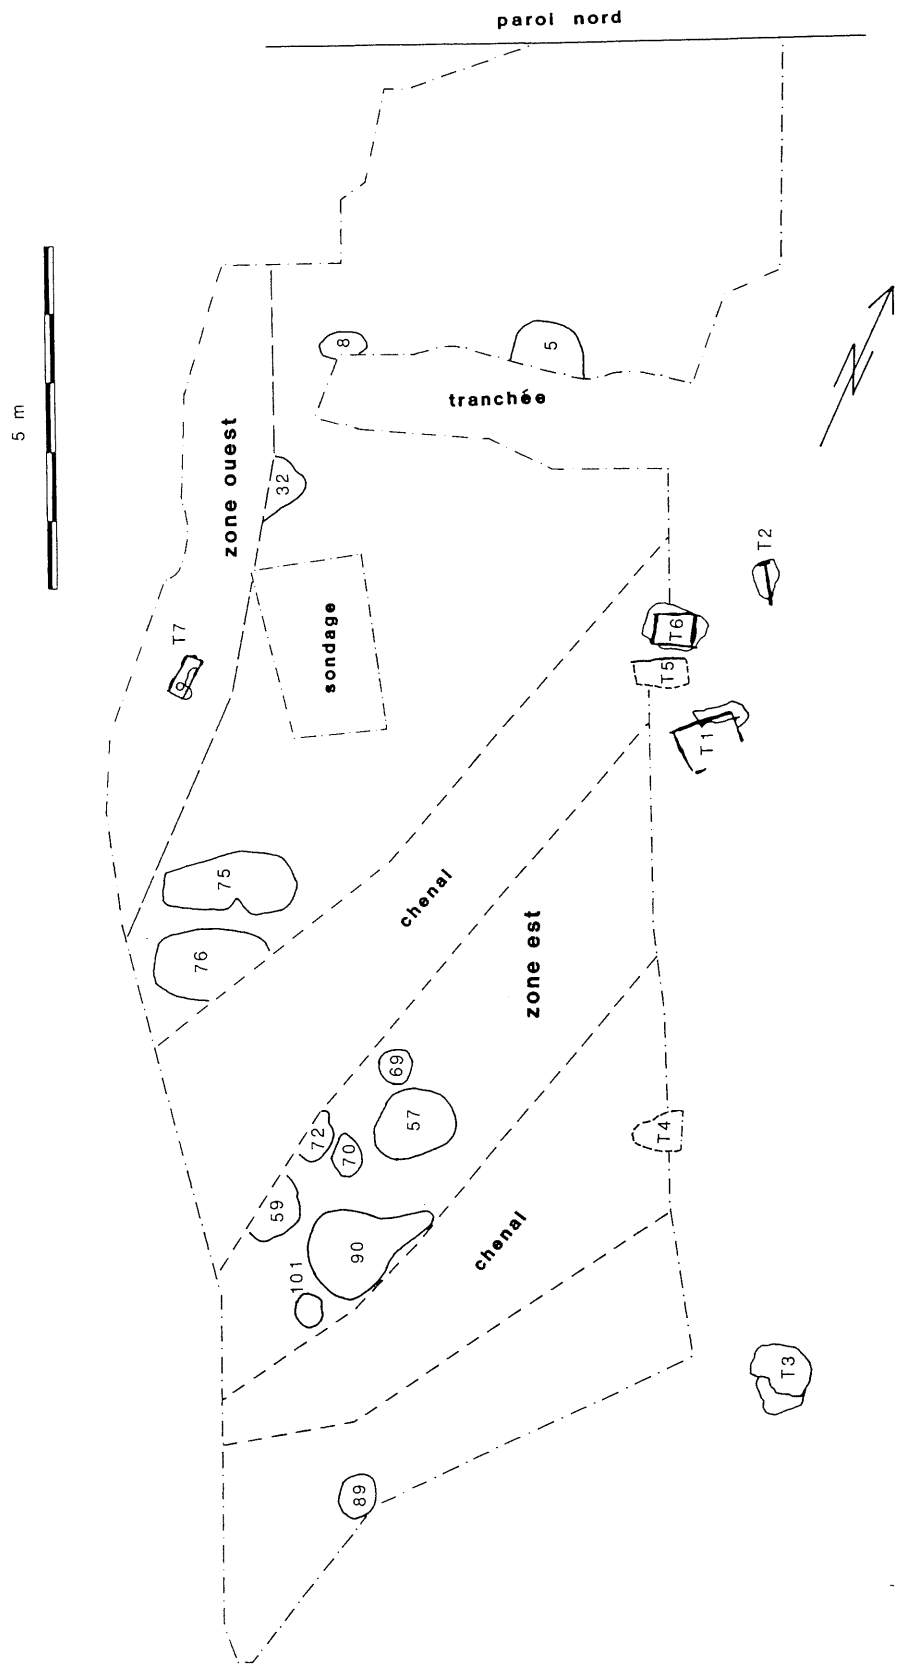 paroi nord
5 m
8
5
tranchée
zone ouest
32
T2
sondage
T7
T6
T5
T1
75
chenal
76
zone est
69
57
72
70
T4
59
90
chenal
101
T3
89